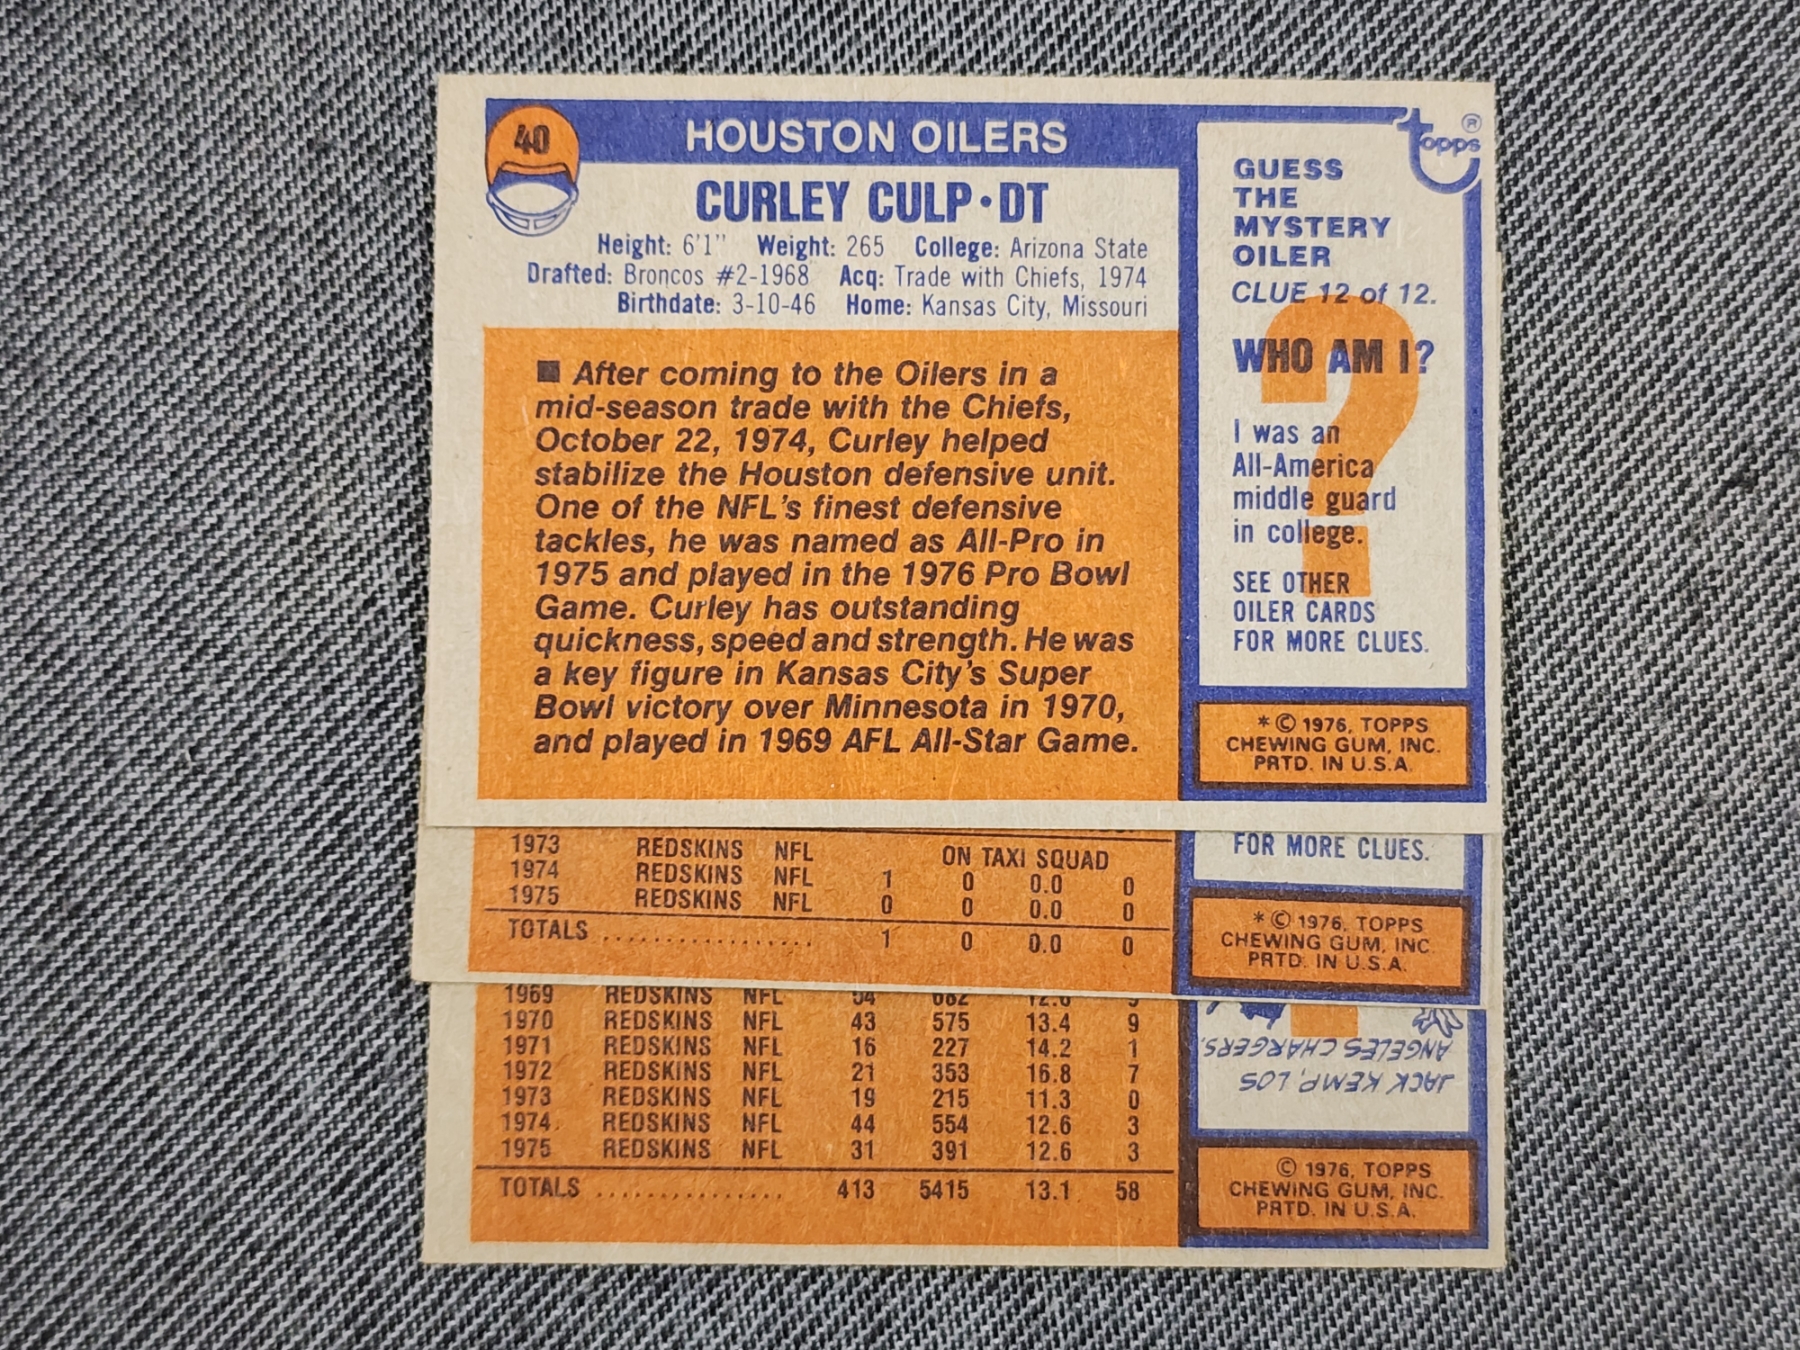 40
HOUSTON OILERS
CURLEY CULP•DT
Height: 6'1" Weight: 265 College: Arizona State
Drafted: Broncos #2-1968 Acq: Trade with Chiefs, 1974
Birthdate: 3-10-46 Home: Kansas City, Missouri
■ After coming to the Oilers in a
mid-season trade with the Chiefs,
October 22, 1974, Curley helped
stabilize the Houston defensive unit.
One of the NFL's finest defensive
tackles, he was named as All-Pro in
1975 and played in the 1976 Pro Bowl
Game. Curley has outstanding
quickness, speed and strength. He was
a key figure in Kansas City's Super
Bowl victory over Minnesota in 1970,
and played in 1969 AFL All-Star Game.
topps ®
GUESS
THE
MYSTERY
OILER
CLUE 12 of 12.
WHO AM I?
I was an
All-America
middle guard
in college.
SEE OTHER
OILER CARDS
FOR MORE CLUES.
* © 1976, TOPPS
CHEWING GUM, INC.
PRTD. IN U.S.A.
1973 REDSKINS NFL ON TAXI SQUAD
1974 REDSKINS NFL 1 0 0.0 0
1975 REDSKINS NFL 0 0 0.0 0
TOTALS ................. 1 0 0.0 0
FOR MORE CLUES.
* © 1976, TOPPS
CHEWING GUM, INC.
PRTD. IN U.S.A.
1969 REDSKINS NFL 54 682 12.6 9
1970 REDSKINS NFL 43 575 13.4 9
1971 REDSKINS NFL 16 227 14.2 1
1972 REDSKINS NFL 21 353 16.8 7
1973 REDSKINS NFL 19 215 11.3 0
1974 REDSKINS NFL 44 554 12.6 3
1975 REDSKINS NFL 31 391 12.6 3
TOTALS ............... 413 5415 13.1 58
JACK KEMP, LOS
ANGELES CHARGERS.
© 1976, TOPPS
CHEWING GUM, INC.
PRTD. IN U.S.A.